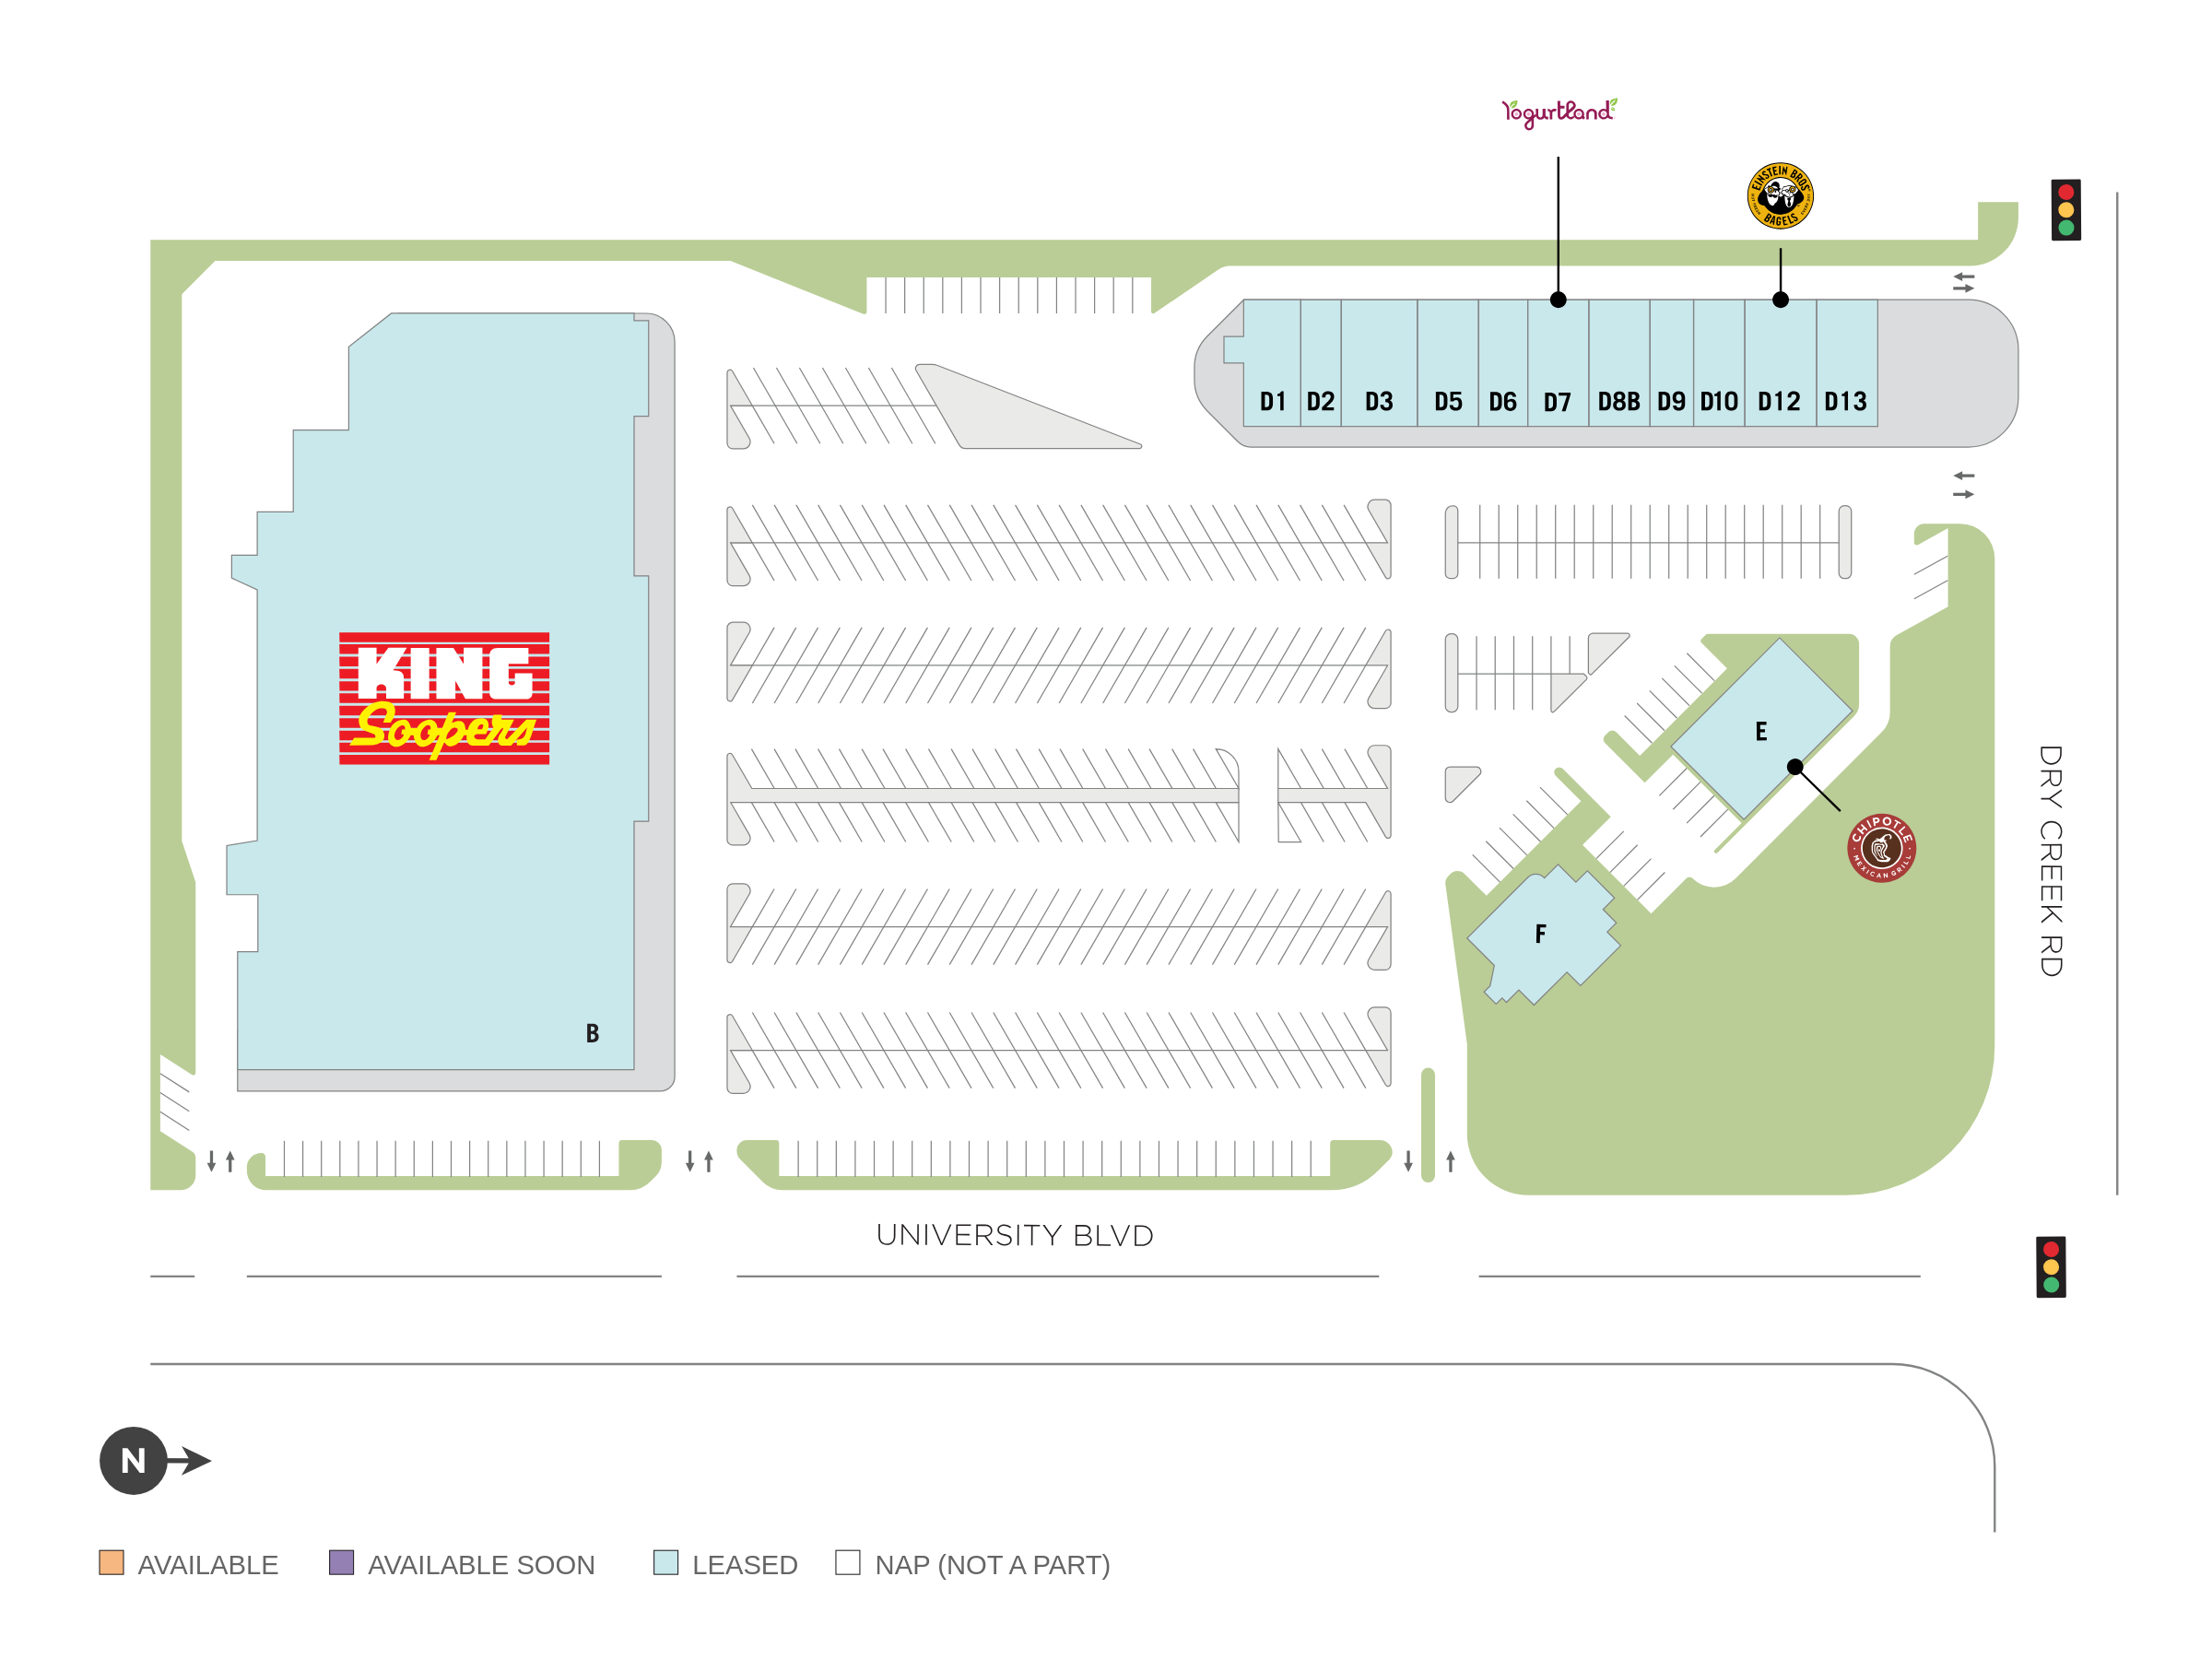 Yogurtland
EINSTEIN BROS
BAGELS
D1 D2 D3 D5 D6 D7 D8B D9 D10 D12 D13
KING
Soopers
E
CHIPOTLE
MEXICAN GRILL
F
B
DRY CREEK RD
UNIVERSITY BLVD
N
AVAILABLE AVAILABLE SOON LEASED NAP (NOT A PART)